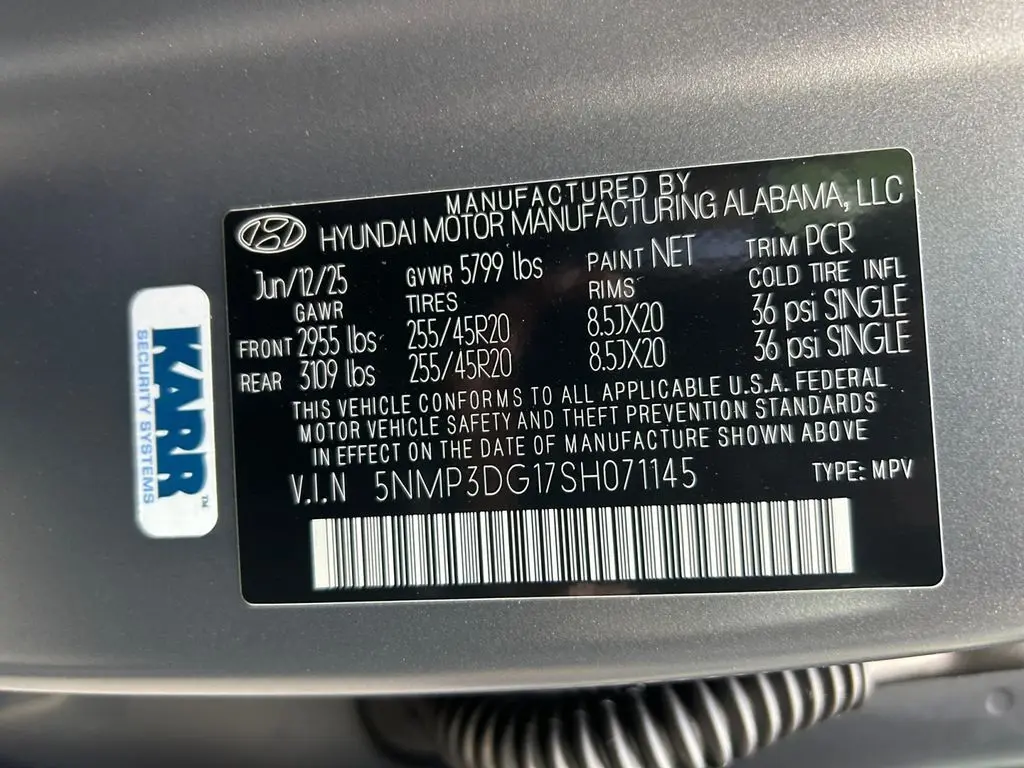 MANUFACTURED BY
HYUNDAI MOTOR MANUFACTURING ALABAMA, LLC
Jun/12/25 GVWR 5799 lbs PAINT NET TRIM PCR
GAWR TIRES RIMS COLD TIRE INFL
FRONT 2955 lbs 255/45R20 8.5JX20 36 psi SINGLE
REAR 3109 lbs 255/45R20 8.5JX20 36 psi SINGLE
THIS VEHICLE CONFORMS TO ALL APPLICABLE U.S.A. FEDERAL
MOTOR VEHICLE SAFETY AND THEFT PREVENTION STANDARDS
IN EFFECT ON THE DATE OF MANUFACTURE SHOWN ABOVE
V.I.N 5NMP3DG17SH071145 TYPE: MPV
KARR™
SECURITY SYSTEMS